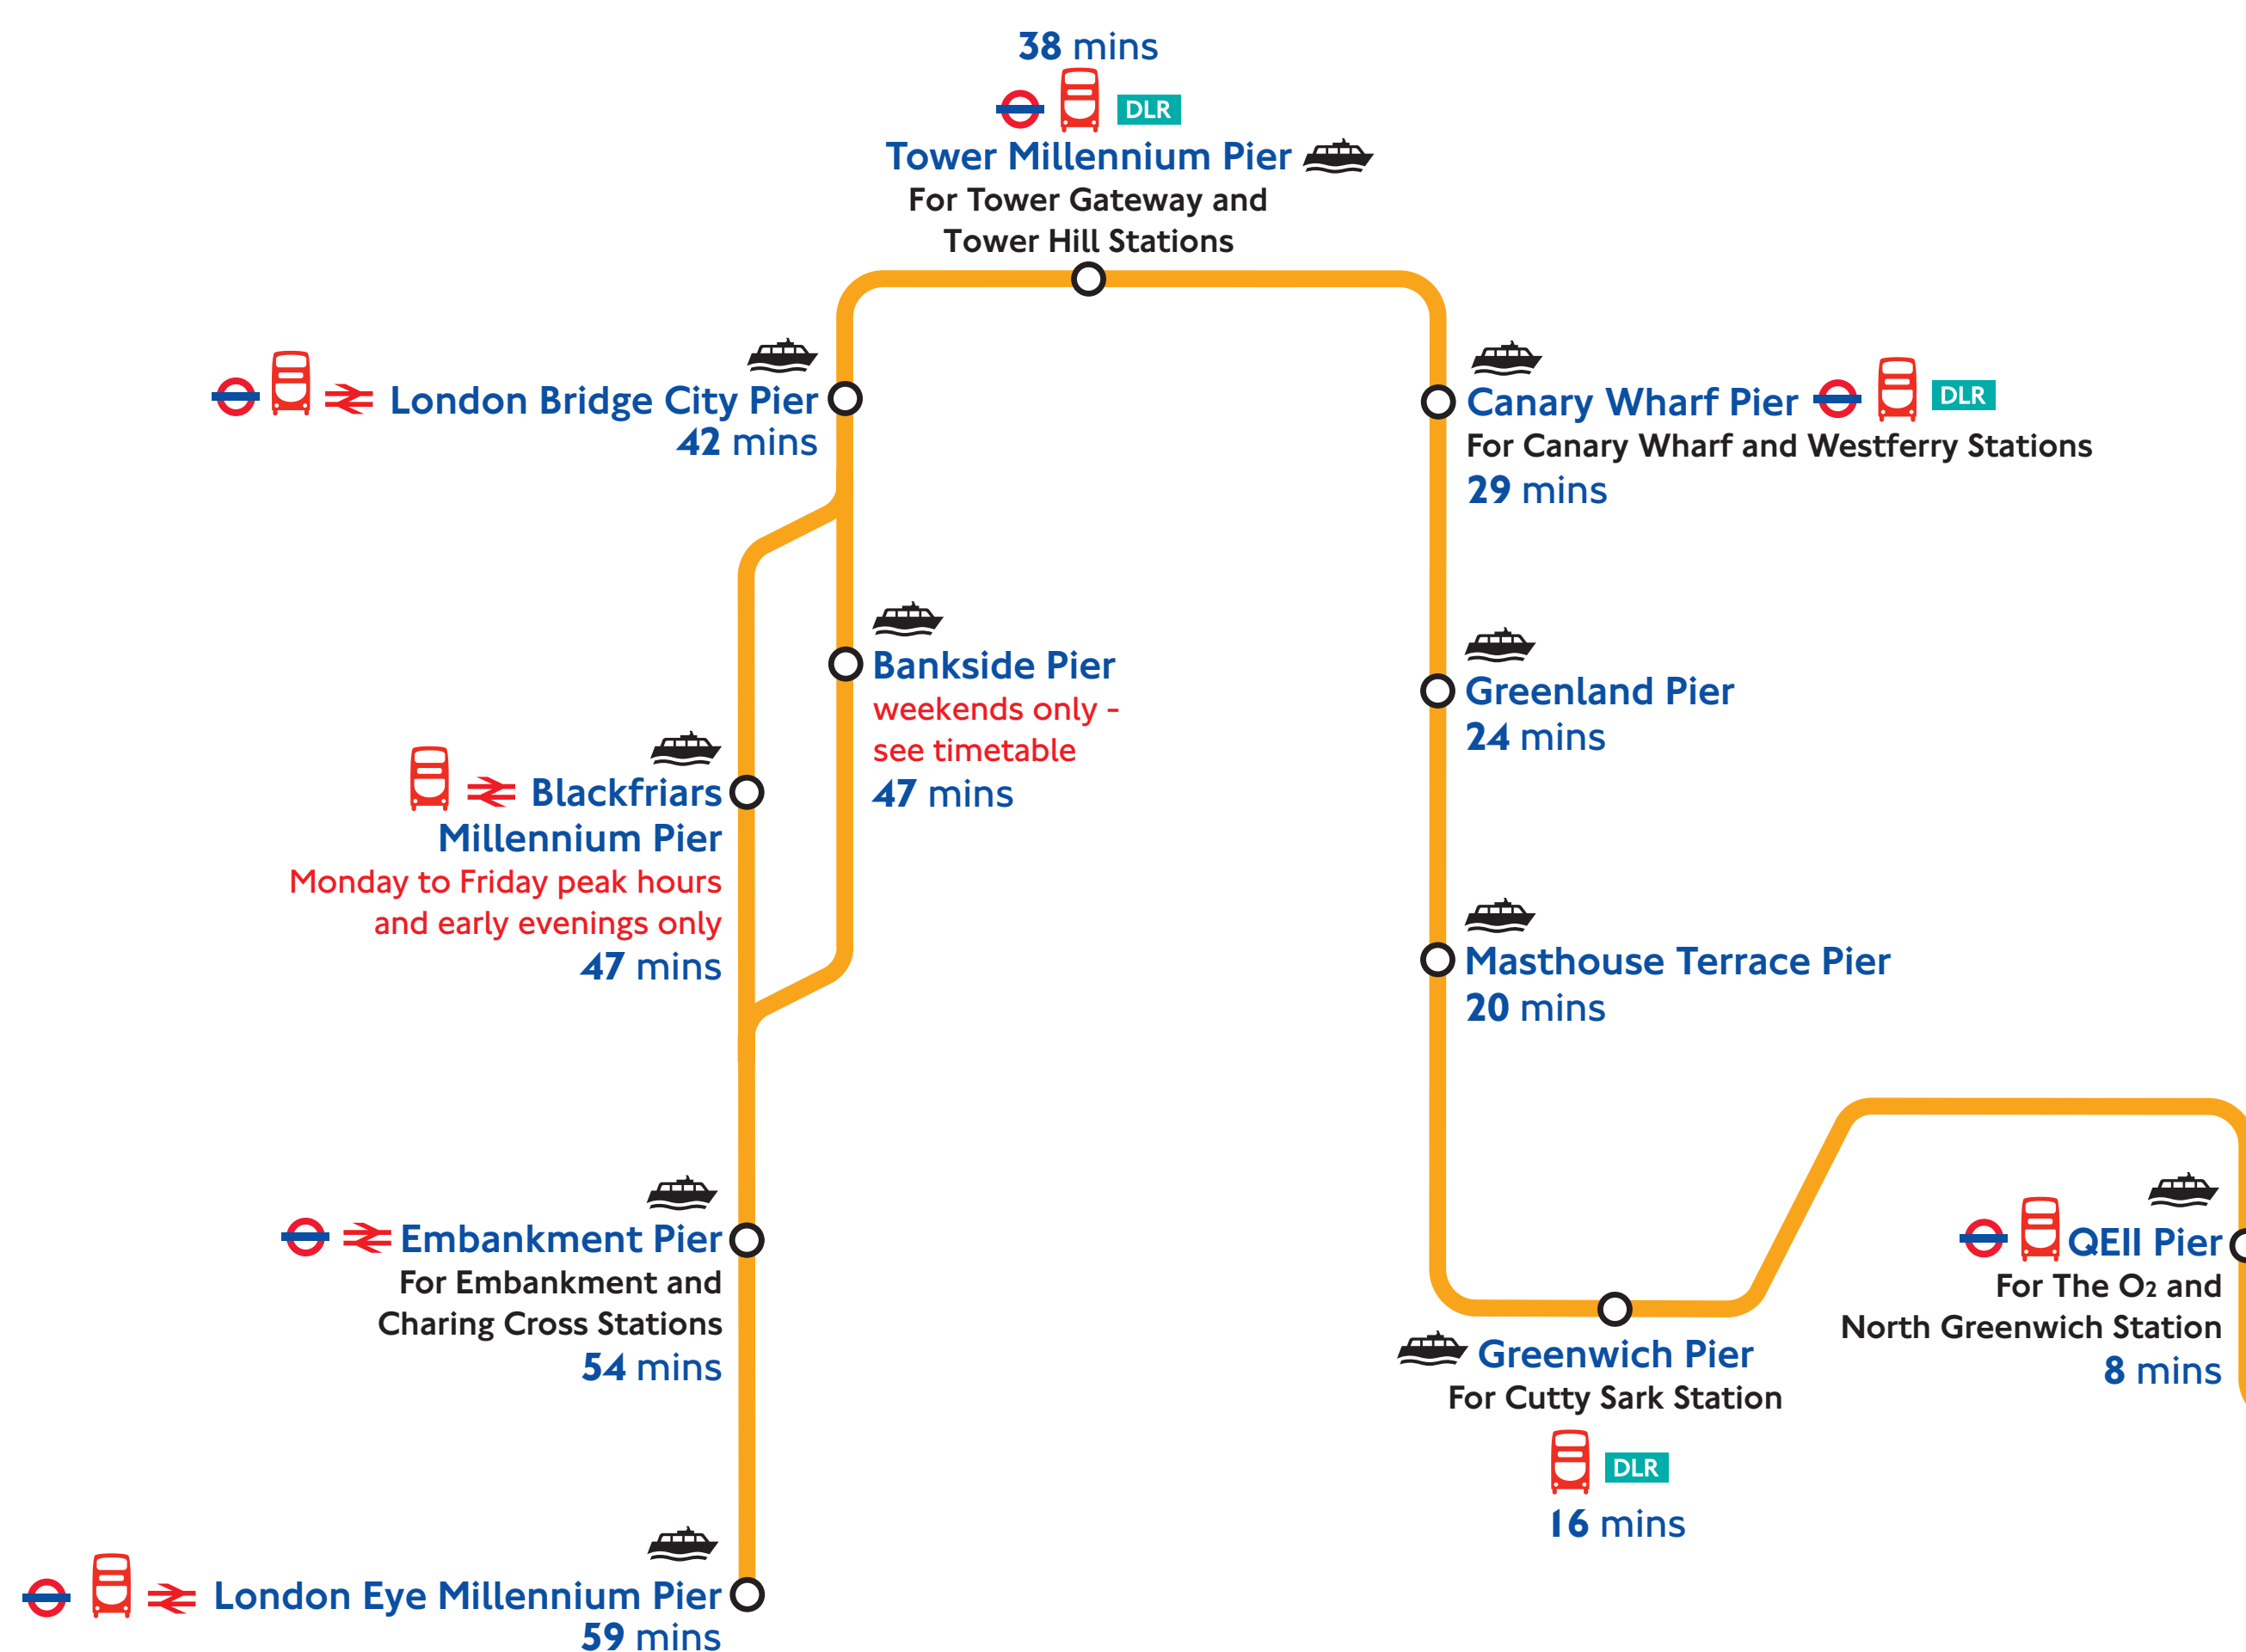 38 mins
DLR
Tower Millennium Pier
For Tower Gateway and
Tower Hill Stations
London Bridge City Pier
42 mins
Canary Wharf Pier
DLR
For Canary Wharf and Westferry Stations
29 mins
Bankside Pier
weekends only -
see timetable
47 mins
Greenland Pier
24 mins
Blackfriars
Millennium Pier
Monday to Friday peak hours
and early evenings only
47 mins
Masthouse Terrace Pier
20 mins
Embankment Pier
For Embankment and
Charing Cross Stations
54 mins
QEII Pier
For The O2 and
North Greenwich Station
8 mins
Greenwich Pier
For Cutty Sark Station
DLR
16 mins
London Eye Millennium Pier
59 mins